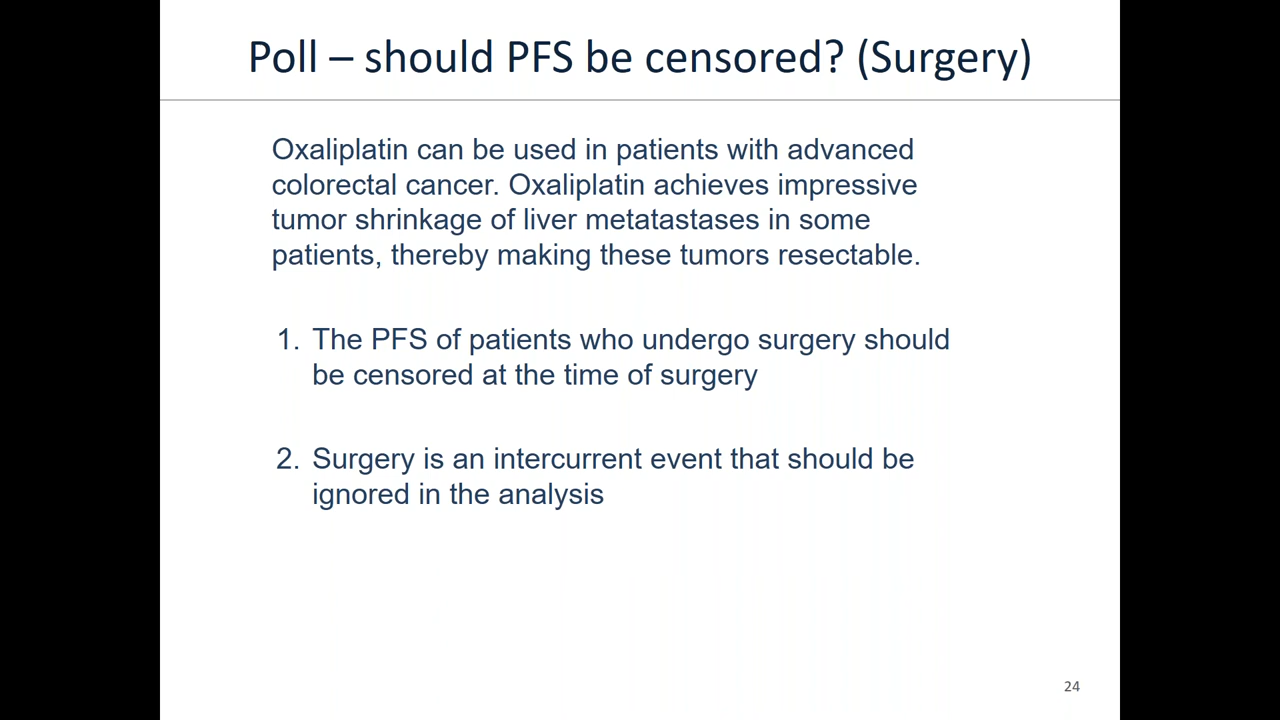 Poll – should PFS be censored? (Surgery)
Oxaliplatin can be used in patients with advanced
colorectal cancer. Oxaliplatin achieves impressive
tumor shrinkage of liver metatastases in some
patients, thereby making these tumors resectable.
1. The PFS of patients who undergo surgery should
be censored at the time of surgery
2. Surgery is an intercurrent event that should be
ignored in the analysis
24